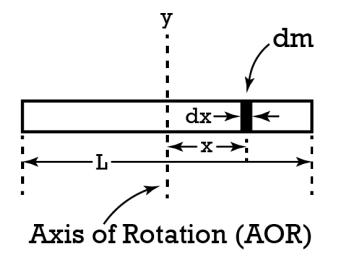 y
dm
dx
x
L
Axis of Rotation (AOR)